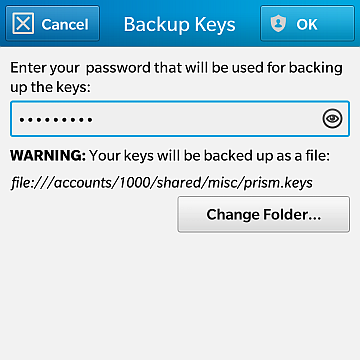 Cancel Backup Keys OK
Enter your  password that will be used for backing
up the keys:
•••••••••
WARNING: Your keys will be backed up as a file:
file:///accounts/1000/shared/misc/prism.keys
Change Folder...